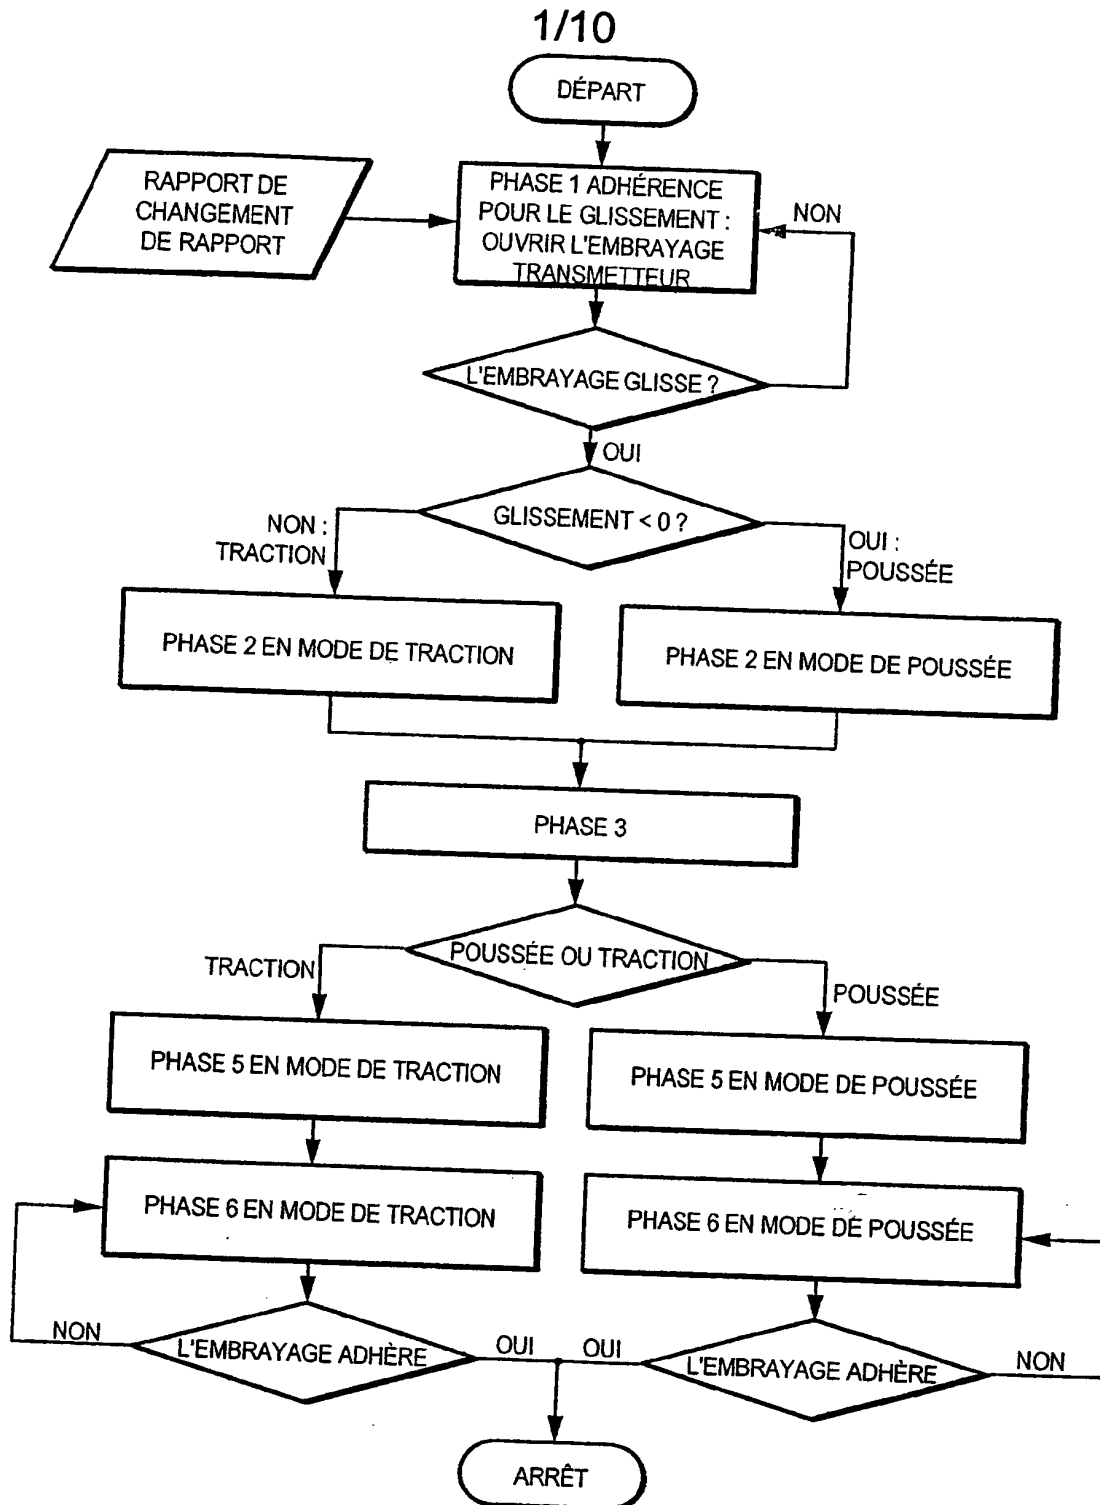 1/10
DÉPART
RAPPORT DE
CHANGEMENT
DE RAPPORT
PHASE 1 ADHÉRENCE
POUR LE GLISSEMENT :
OUVRIR L'EMBRAYAGE
TRANSMETTEUR
NON
L'EMBRAYAGE GLISSE ?
OUI
GLISSEMENT < 0 ?
NON :
TRACTION
OUI :
POUSSÉE
PHASE 2 EN MODE DE TRACTION
PHASE 2 EN MODE DE POUSSÉE
PHASE 3
POUSSÉE OU TRACTION
TRACTION
POUSSÉE
PHASE 5 EN MODE DE TRACTION
PHASE 5 EN MODE DE POUSSÉE
PHASE 6 EN MODE DE TRACTION
PHASE 6 EN MODE DE POUSSÉE
NON
L'EMBRAYAGE ADHÈRE
OUI
OUI
L'EMBRAYAGE ADHÈRE
NON
ARRÊT